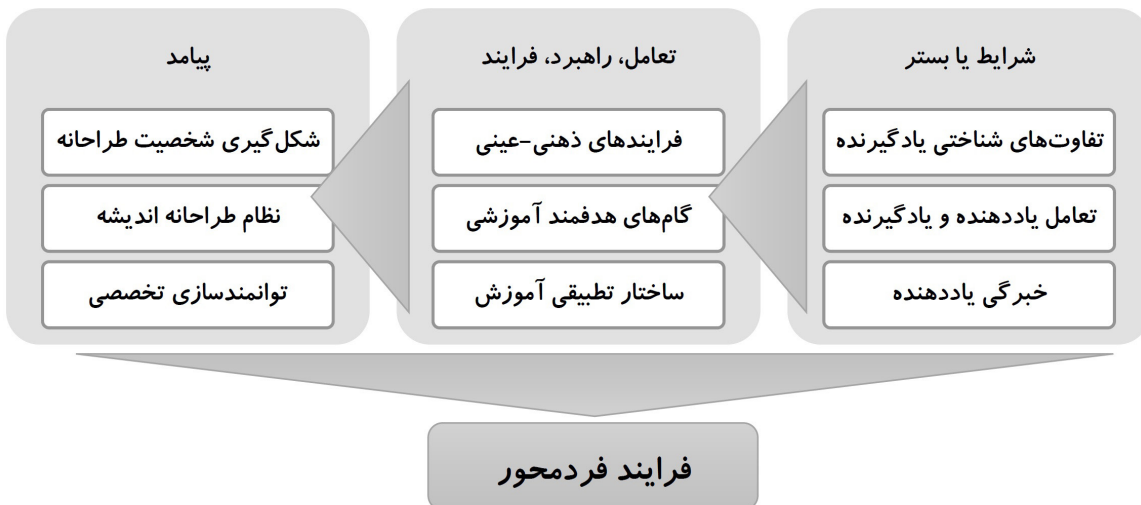 شرایط یا بستر
تفاوت‌های شناختی یادگیرنده
تعامل یاددهنده و یادگیرنده
خبرگی یاددهنده
تعامل، راهبرد، فرایند
فرایندهای ذهنی-عینی
گام‌های هدفمند آموزشی
ساختار تطبیقی آموزش
پیامد
شکل‌گیری شخصیت طراحانه
نظام طراحانه اندیشه
توانمندسازی تخصصی
فرایند فردمحور